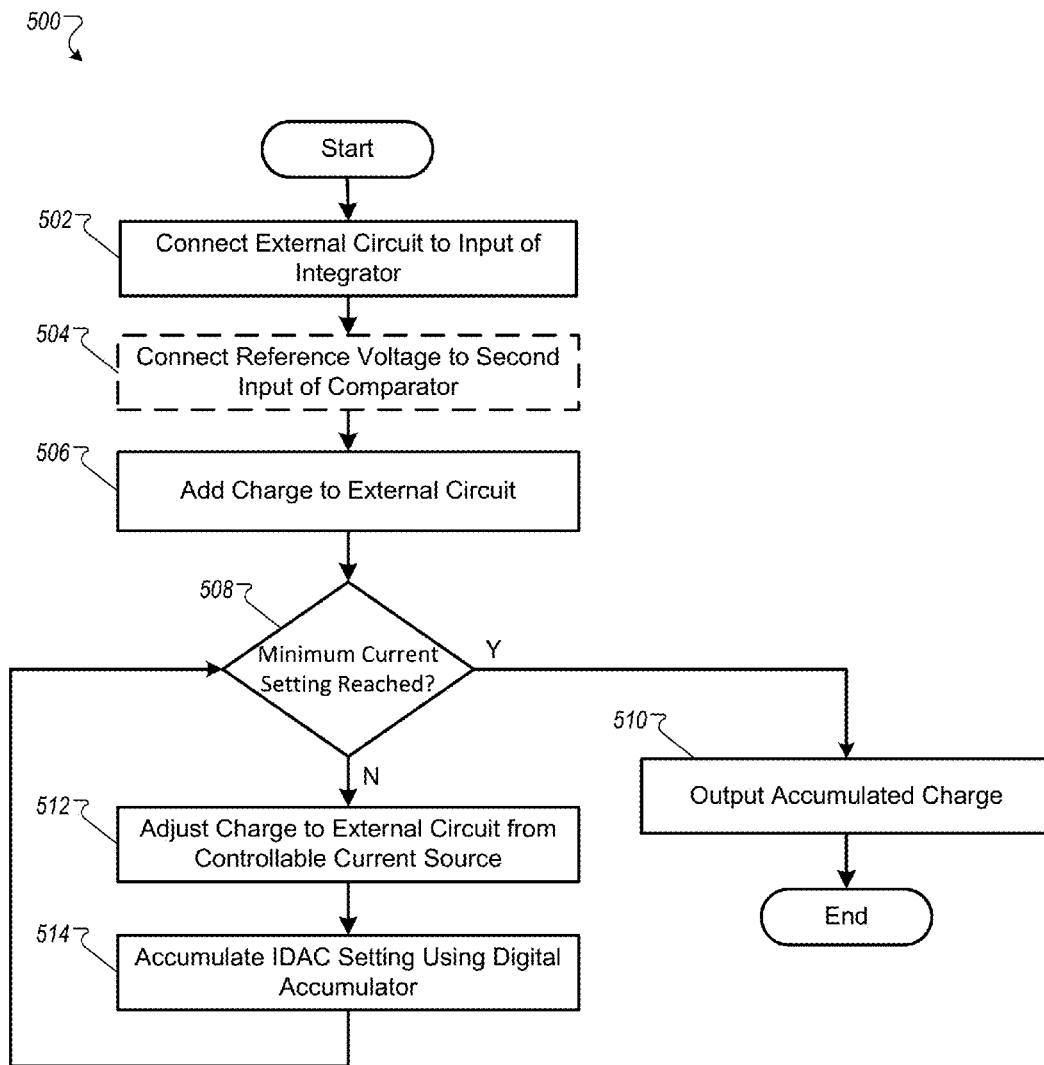 500
Start
502
Connect External Circuit to Input of
Integrator
504
Connect Reference Voltage to Second
Input of Comparator
506
Add Charge to External Circuit
508
Minimum Current
Setting Reached?
Y
N
510
Output Accumulated Charge
512
Adjust Charge to External Circuit from
Controllable Current Source
End
514
Accumulate IDAC Setting Using Digital
Accumulator